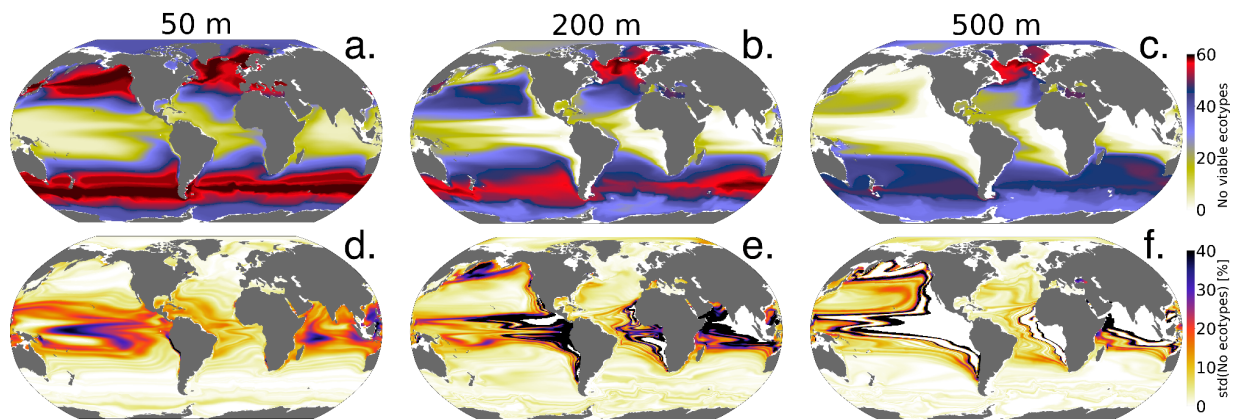 50 m
200 m
500 m
a.
b.
c.
60
40
20
0
No viable ecotypes
d.
e.
f.
40
30
20
10
0
std(No ecotypes) [%]